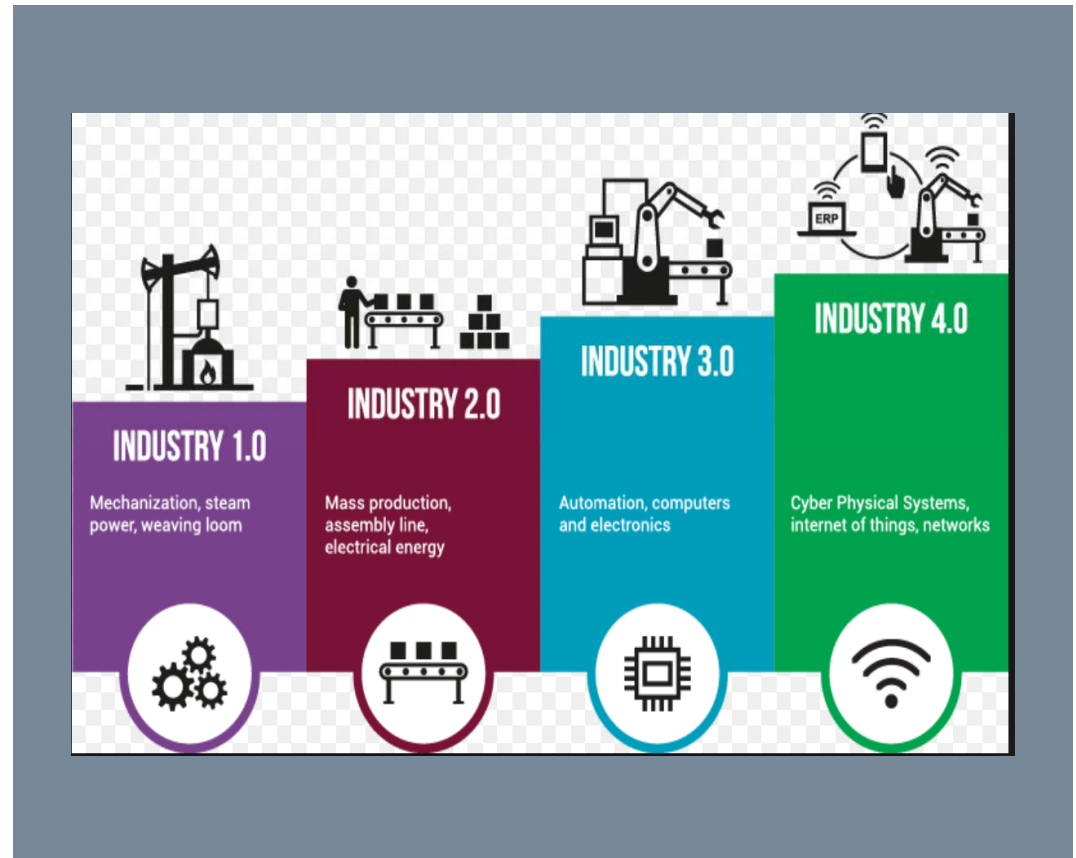 ERP
INDUSTRY 4.0
INDUSTRY 3.0
INDUSTRY 2.0
INDUSTRY 1.0
Mechanization, steam
power, weaving loom
Mass production,
assembly line,
electrical energy
Automation, computers
and electronics
Cyber Physical Systems,
internet of things, networks